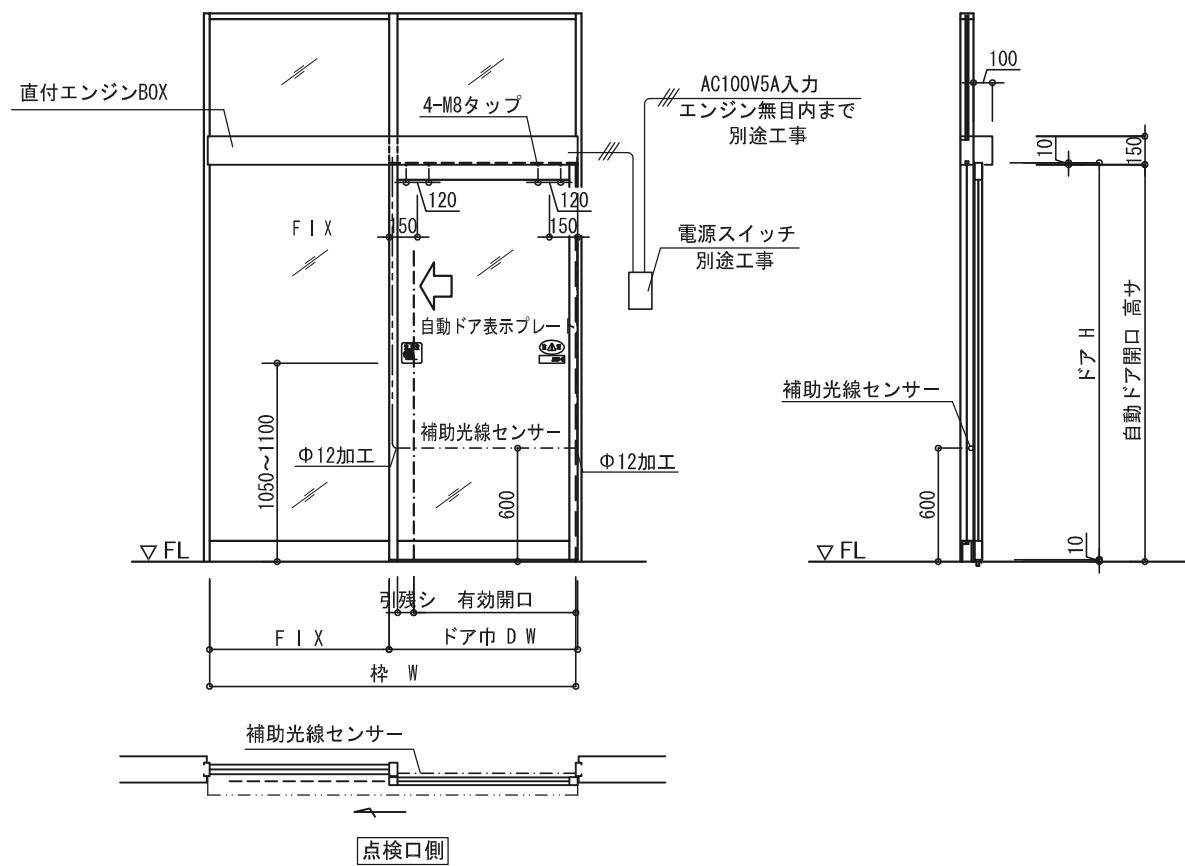 直付エンジンBOX
4-M8タップ
AC100V5A入力
エンジン無目内まで
別途工事
100
10
150
120
120
FIX
150
150
電源スイッチ
別途工事
自動ドア表示プレート
1050～1100
補助光線センサー
Φ12加工
Φ12加工
600
補助光線センサー
600
ドア H
自動ドア開口 高サ
10
▽FL
▽FL
引残シ 有効開口
FIX
ドア巾 DW
枠 W
補助光線センサー
点検口側